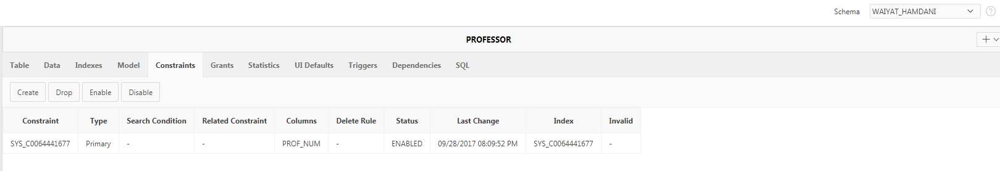 Schema WAIYAT_HAMDANI
PROFESSOR
Table Data Indexes Model Constraints Grants Statistics UI Defaults Triggers Dependencies SQL
Create Drop Enable Disable
Constraint Type Search Condition Related Constraint Columns Delete Rule Status Last Change Index Invalid
SYS_C0064441677 Primary - - PROF_NUM - ENABLED 09/28/2017 08:09:52 PM SYS_C0064441677 -